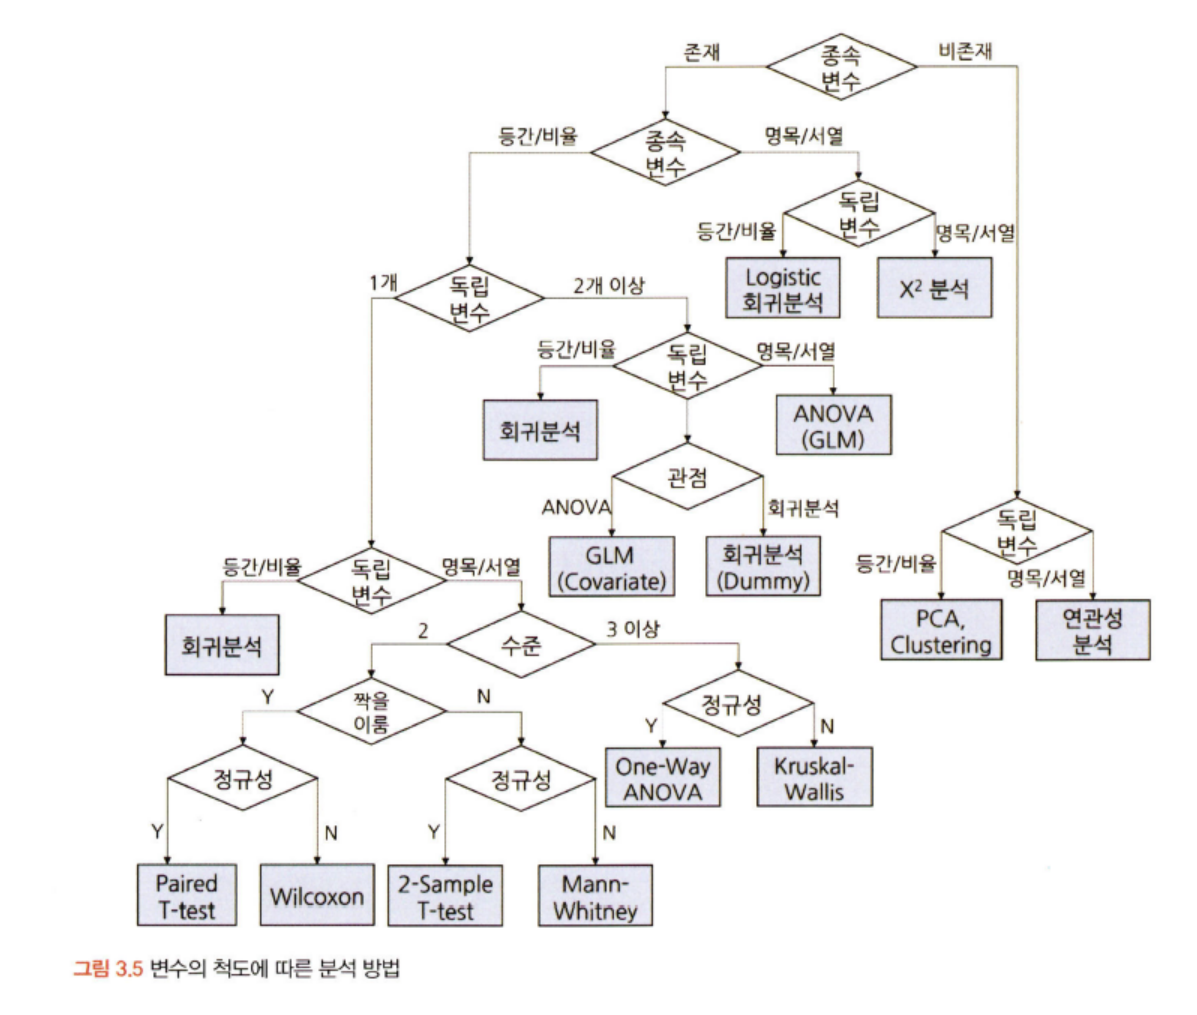 존재
종속
변수
비존재
등간/비율
종속
변수
명목/서열
독립
변수
등간/비율
명목/서열
Logistic
회귀분석
X² 분석
1개
독립
변수
2개 이상
등간/비율
독립
변수
명목/서열
회귀분석
ANOVA
(GLM)
관점
ANOVA
회귀분석
GLM
(Covariate)
회귀분석
(Dummy)
독립
변수
등간/비율
명목/서열
PCA,
Clustering
연관성
분석
등간/비율
독립
변수
명목/서열
회귀분석
2
수준
3 이상
Y
짝을
이룸
N
정규성
Y
N
One-Way
ANOVA
Kruskal-
Wallis
정규성
Y
N
정규성
Y
N
Paired
T-test
Wilcoxon
2-Sample
T-test
Mann-
Whitney
그림 3.5 변수의 척도에 따른 분석 방법